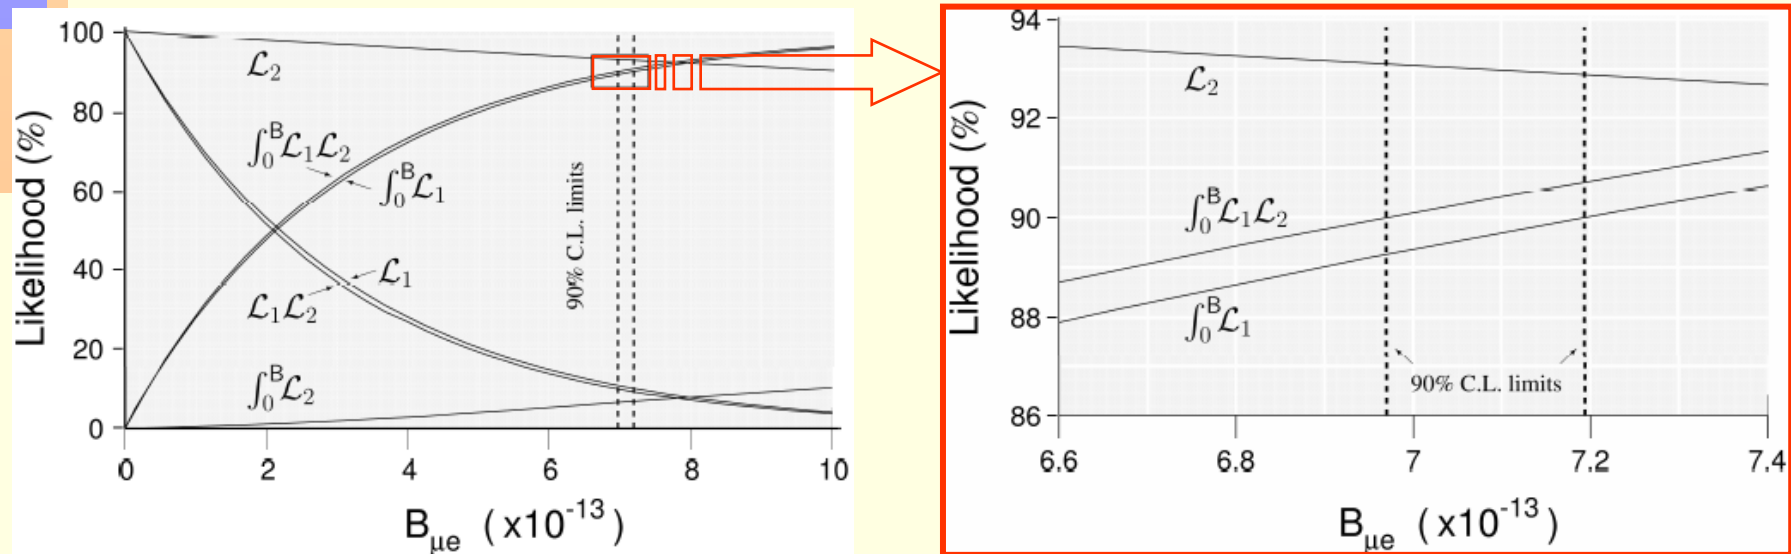 Likelihood (%)
100
80
60
40
20
0
ℒ₂
∫₀ᴮℒ₁ℒ₂
∫₀ᴮℒ₁
ℒ₁
ℒ₁ℒ₂
∫₀ᴮℒ₂
90% C.L. limits
0 2 4 6 8 10
B_μe (x10⁻¹³)
Likelihood (%)
94
92
90
88
86
ℒ₂
∫₀ᴮℒ₁ℒ₂
∫₀ᴮℒ₁
90% C.L. limits
6.6 6.8 7 7.2 7.4
B_μe (x10⁻¹³)